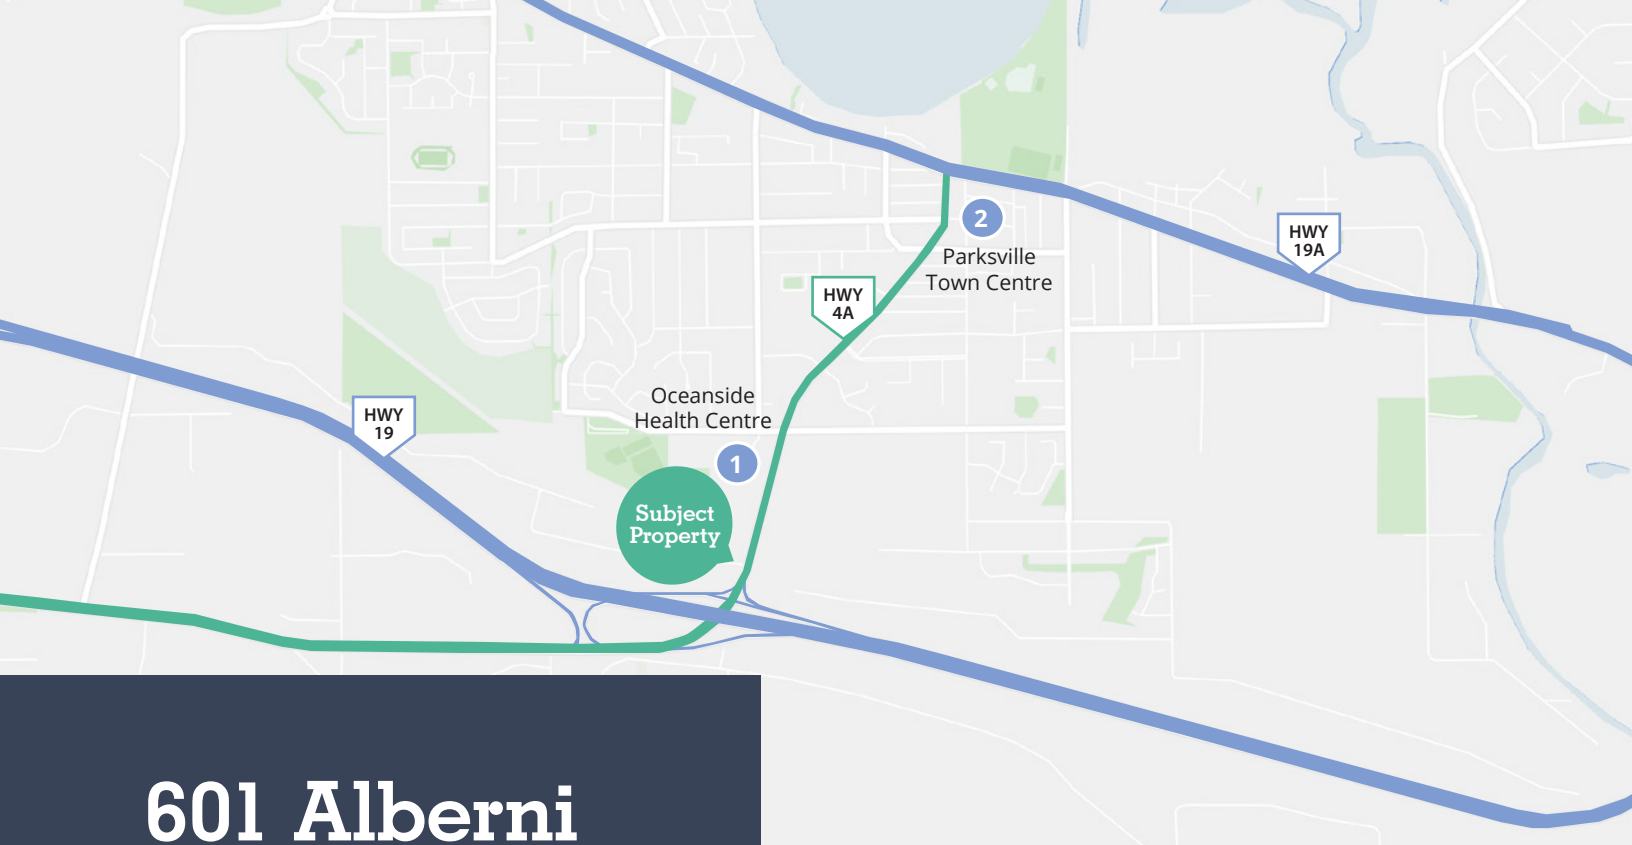 2
Parksville
Town Centre
HWY
19A
HWY
4A
Oceanside
Health Centre
HWY
19
1
Subject
Property
601 Alberni